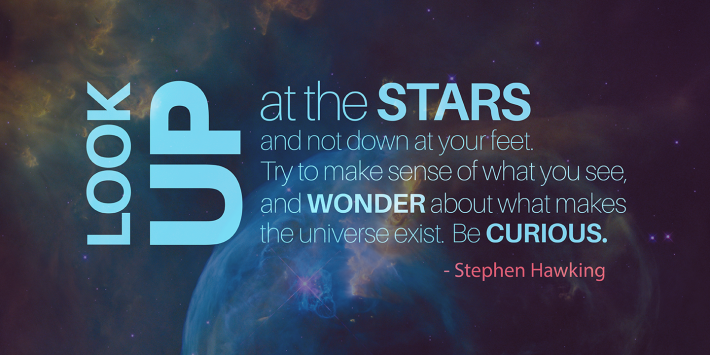 LOOK
UP
at the STARS
and not down at your feet.
Try to make sense of what you see,
and WONDER about what makes
the universe exist. Be CURIOUS.
- Stephen Hawking